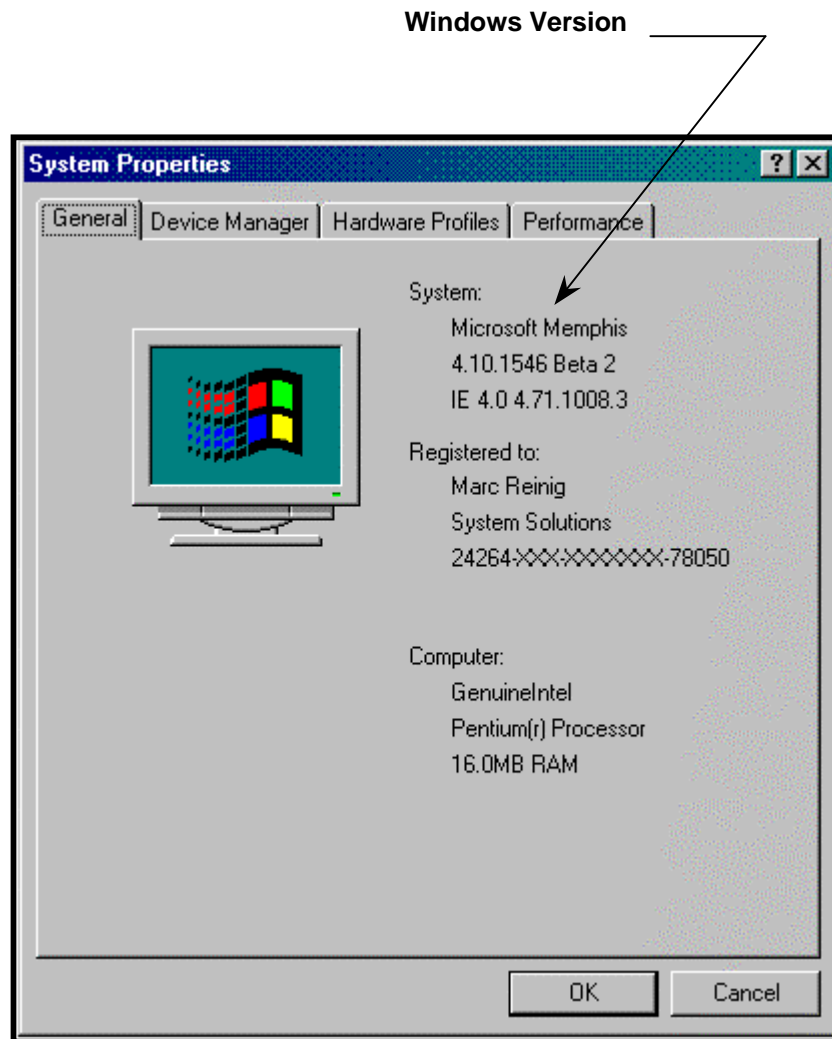 Windows Version
System Properties
General
Device Manager
Hardware Profiles
Performance
System:
Microsoft Memphis
4.10.1546 Beta 2
IE 4.0 4.71.1008.3
Registered to:
Marc Reinig
System Solutions
24264-XXX-XXXXXXX-78050
Computer:
GenuineIntel
Pentium(r) Processor
16.0MB RAM
OK
Cancel